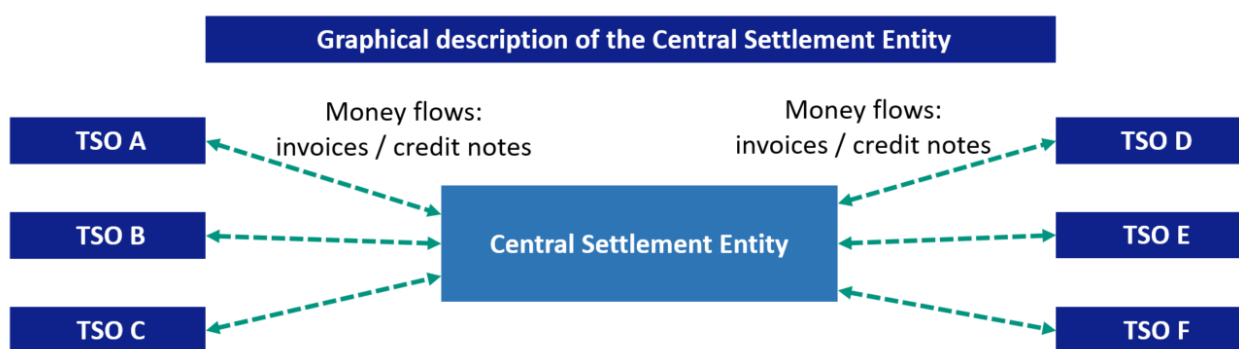 Graphical description of the Central Settlement Entity
Money flows:
invoices / credit notes
Money flows:
invoices / credit notes
TSO A
TSO B
TSO C
Central Settlement Entity
TSO D
TSO E
TSO F